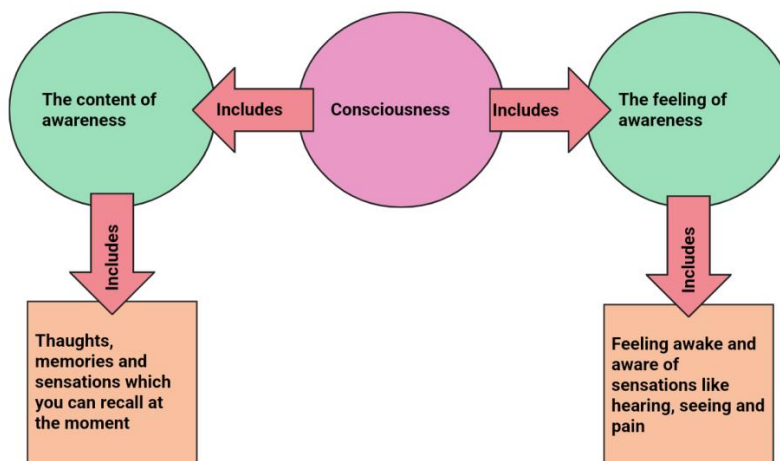 The content of
awareness
Includes
Consciousness
Includes
The feeling of
awareness
Includes
Includes
Thaughts,
memories and
sensations which
you can recall at
the moment
Feeling awake and
aware of
sensations like
hearing, seeing and
pain